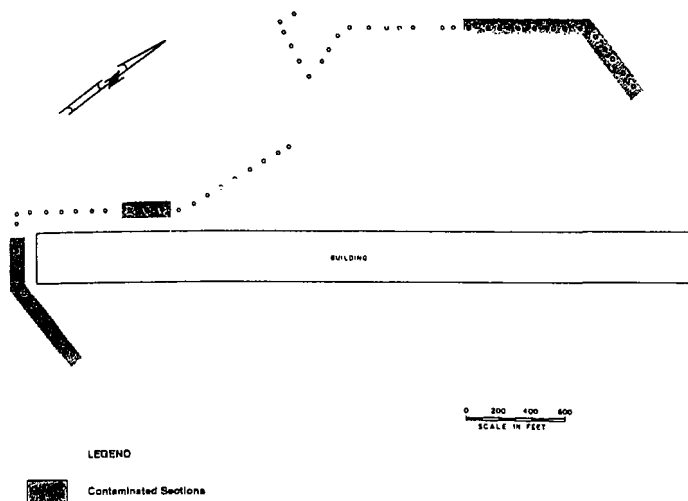 BUILDING
0 200 400 600
SCALE IN FEET
LEGEND
Contaminated Sections